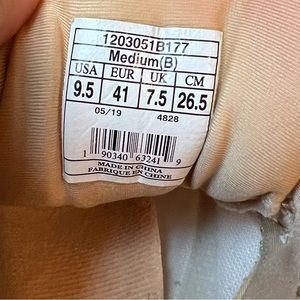 1203051B177
Medium(B)
USA EUR UK CM
9.5 41 7.5 26.5
05/19 4828
1 90340 63241 9
MADE IN CHINA
FABRIQUE EN CHINE